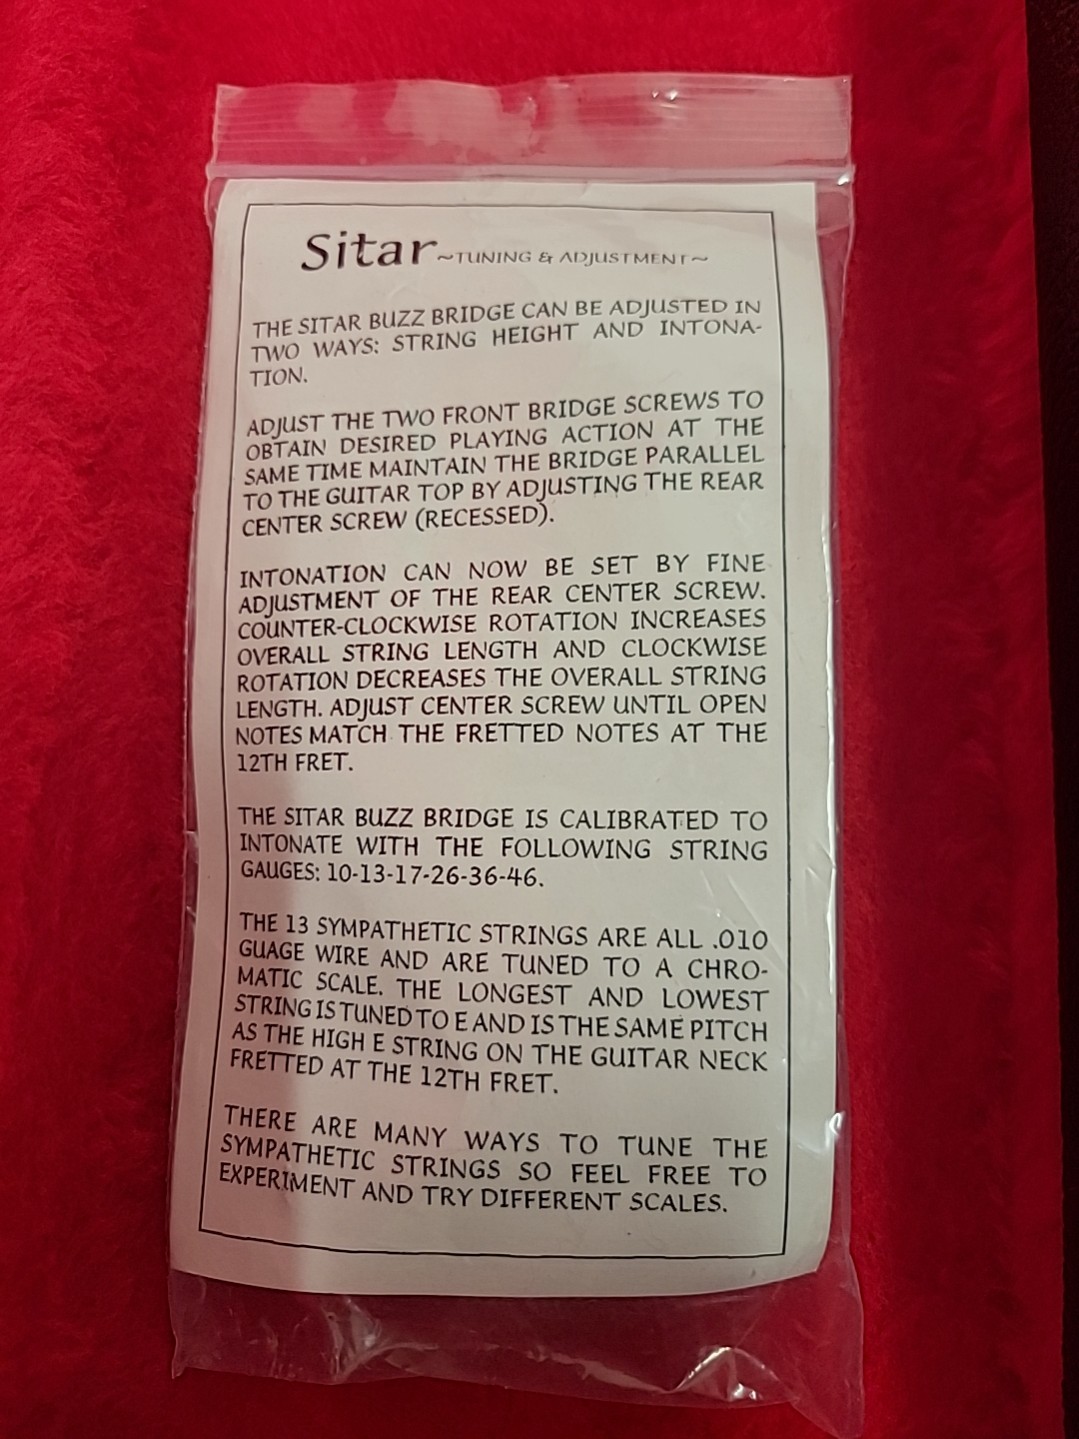 Sitar ~TUNING & ADJUSTMENT~
THE SITAR BUZZ BRIDGE CAN BE ADJUSTED IN
TWO WAYS: STRING HEIGHT AND INTONA-
TION.
ADJUST THE TWO FRONT BRIDGE SCREWS TO
OBTAIN DESIRED PLAYING ACTION AT THE
SAME TIME MAINTAIN THE BRIDGE PARALLEL
TO THE GUITAR TOP BY ADJUSTING THE REAR
CENTER SCREW (RECESSED).
INTONATION CAN NOW BE SET BY FINE
ADJUSTMENT OF THE REAR CENTER SCREW.
COUNTER-CLOCKWISE ROTATION INCREASES
OVERALL STRING LENGTH AND CLOCKWISE
ROTATION DECREASES THE OVERALL STRING
LENGTH. ADJUST CENTER SCREW UNTIL OPEN
NOTES MATCH THE FRETTED NOTES AT THE
12TH FRET.
THE SITAR BUZZ BRIDGE IS CALIBRATED TO
INTONATE WITH THE FOLLOWING STRING
GAUGES: 10-13-17-26-36-46.
THE 13 SYMPATHETIC STRINGS ARE ALL .010
GUAGE WIRE AND ARE TUNED TO A CHRO-
MATIC SCALE. THE LONGEST AND LOWEST
STRING IS TUNED TO E AND IS THE SAME PITCH
AS THE HIGH E STRING ON THE GUITAR NECK
FRETTED AT THE 12TH FRET.
THERE ARE MANY WAYS TO TUNE THE
SYMPATHETIC STRINGS SO FEEL FREE TO
EXPERIMENT AND TRY DIFFERENT SCALES.